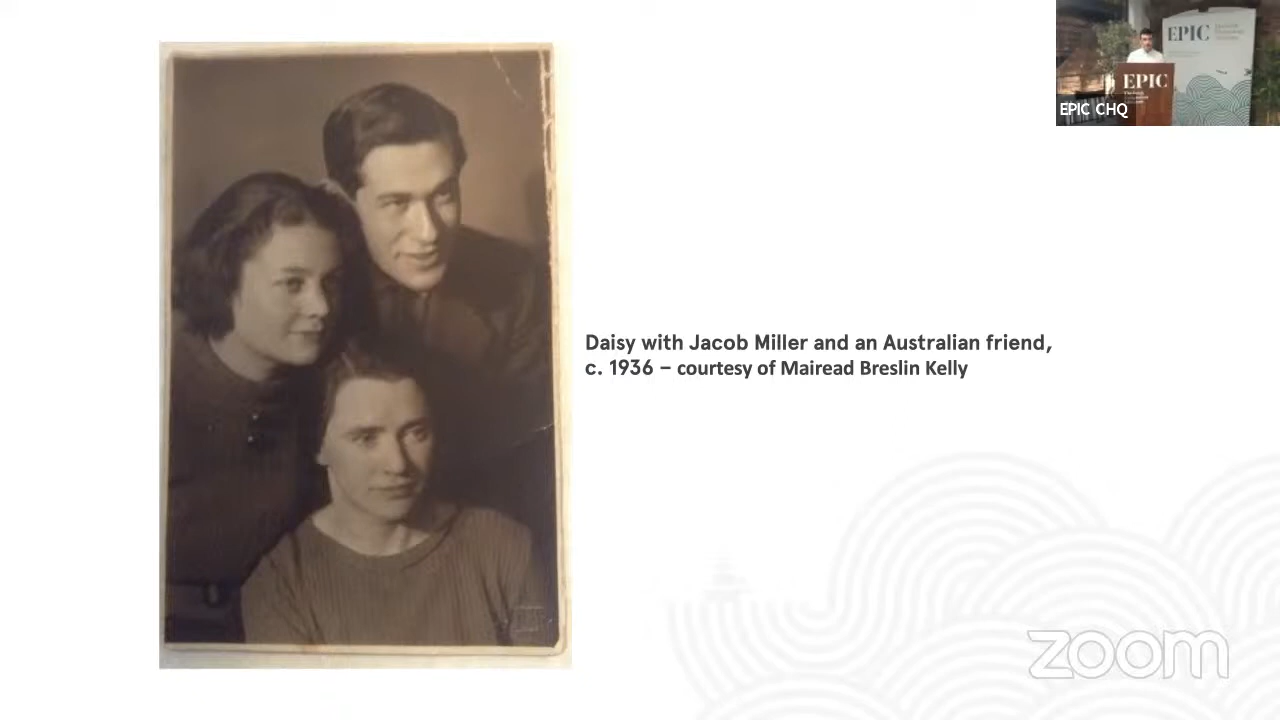 EPIC
EPIC
EPIC CHQ
Daisy with Jacob Miller and an Australian friend,
c. 1936 – courtesy of Mairead Breslin Kelly
zoom